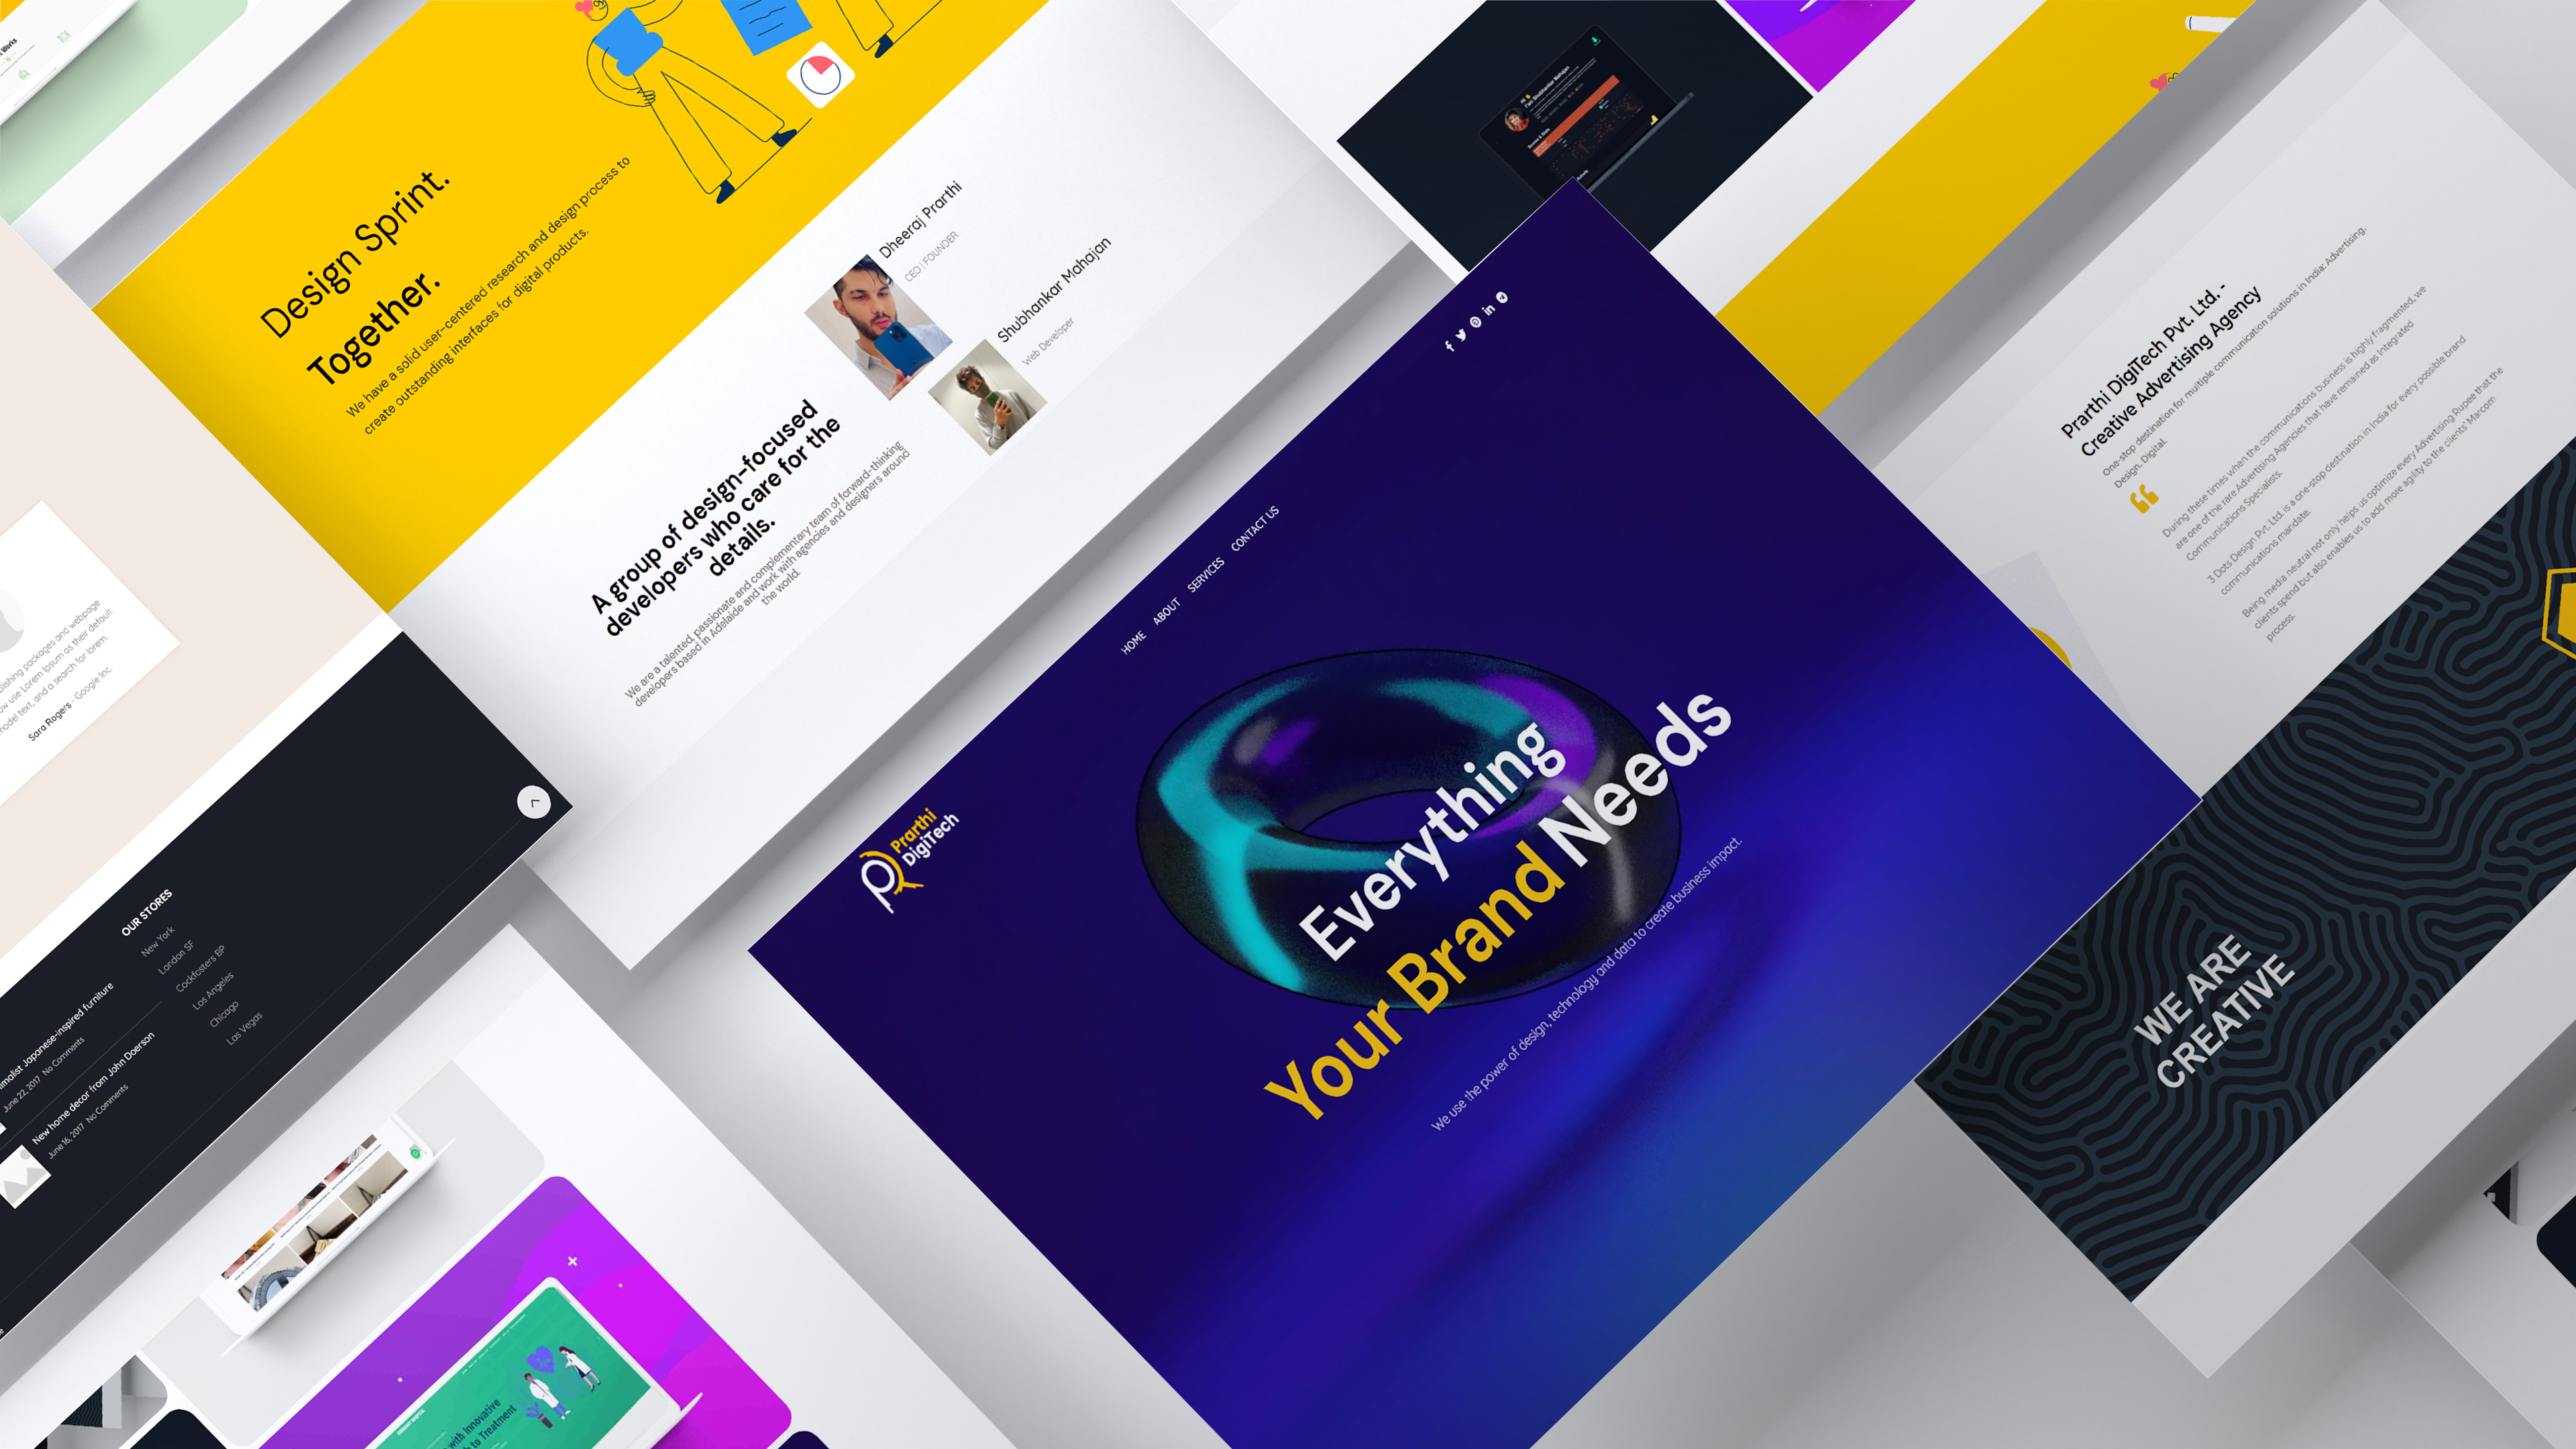 Works
Design Sprint.
Together.
We have a solid user-centered research and design process to
create outstanding interfaces for digital products.
Dheeraj Prarthi
CEO | FOUNDER
Shubhankar Mahajan
Web Developer
A group of design-focused
developers who care for the
details.
We are a talented, passionate and complementary team of forward-thinking
developers based in Adelaide and work with agencies and designers around
the world.
Prarthi
DigiTech
HOME ABOUT SERVICES CONTACT US
Everything
Your Brand Needs
We use the power of design, technology and data to create business impact.
Prarthi DigiTech Pvt. Ltd. -
Creative Advertising Agency
One-stop destination for multiple communication solutions in India: Advertising.
Design. Digital.
During these times when the communications business is highly fragmented, we
are one of the rare Advertising Agencies that have remained as Integrated
Communications Specialists.
3 Dots Design Pvt. Ltd. is a one-stop destination in India for every possible brand
communications mandate.
Being media neutral not only helps us optimize every Advertising Rupee that the
clients spend but also enables us to add more agility to the clients' Marcom
process.
WE ARE
CREATIVE
packages and webpage
use Lorem Ipsum as their default
model text, and a search for lorem.
Sara Rogers - Google Inc.
Japanese-inspired furniture
June 22, 2017 No Comments
New home decor from John Doerson
June 16, 2017 No Comments
OUR STORES
New York
London SF
Cockfosters BP
Los Angeles
Chicago
Las Vegas
with Innovative
to Treatment